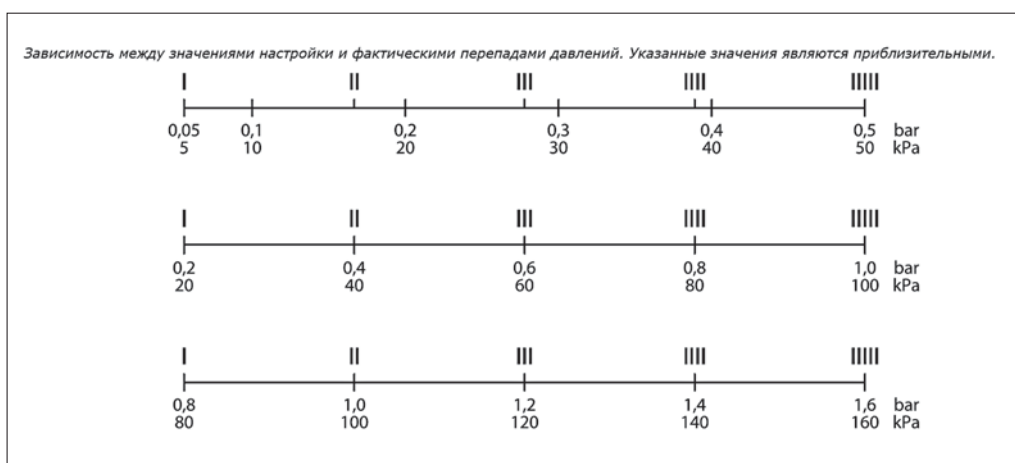 Зависимость между значениями настройки и фактическими перепадами давлений. Указанные значения являются приблизительными.
I II III IIII IIIII
0,05 0,1 0,2 0,3 0,4 0,5 bar
5 10 20 30 40 50 kPa
I II III IIII IIIII
0,2 0,4 0,6 0,8 1,0 bar
20 40 60 80 100 kPa
I II III IIII IIIII
0,8 1,0 1,2 1,4 1,6 bar
80 100 120 140 160 kPa